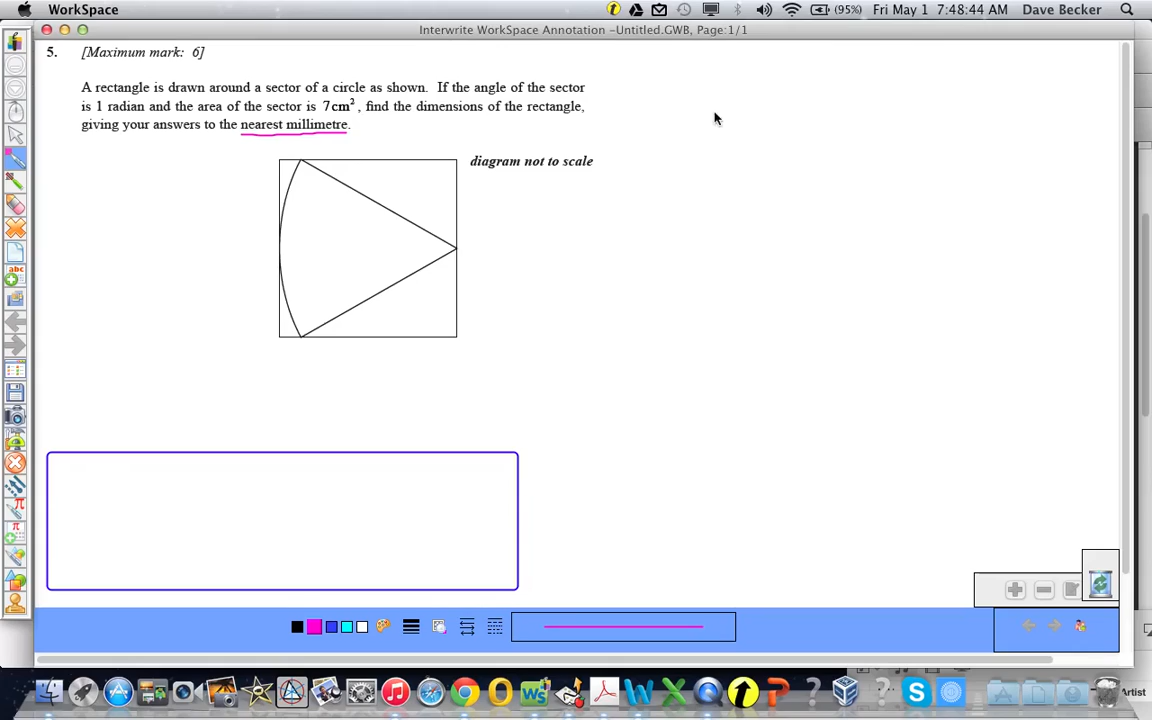 WorkSpace
(95%) Fri May 1 7:48:44 AM Dave Becker
Interwrite WorkSpace Annotation -Untitled.GWB, Page:1/1
5. [Maximum mark: 6]
A rectangle is drawn around a sector of a circle as shown. If the angle of the sector
is 1 radian and the area of the sector is 7cm², find the dimensions of the rectangle,
giving your answers to the nearest millimetre.
diagram not to scale
abc
π
π
Artist